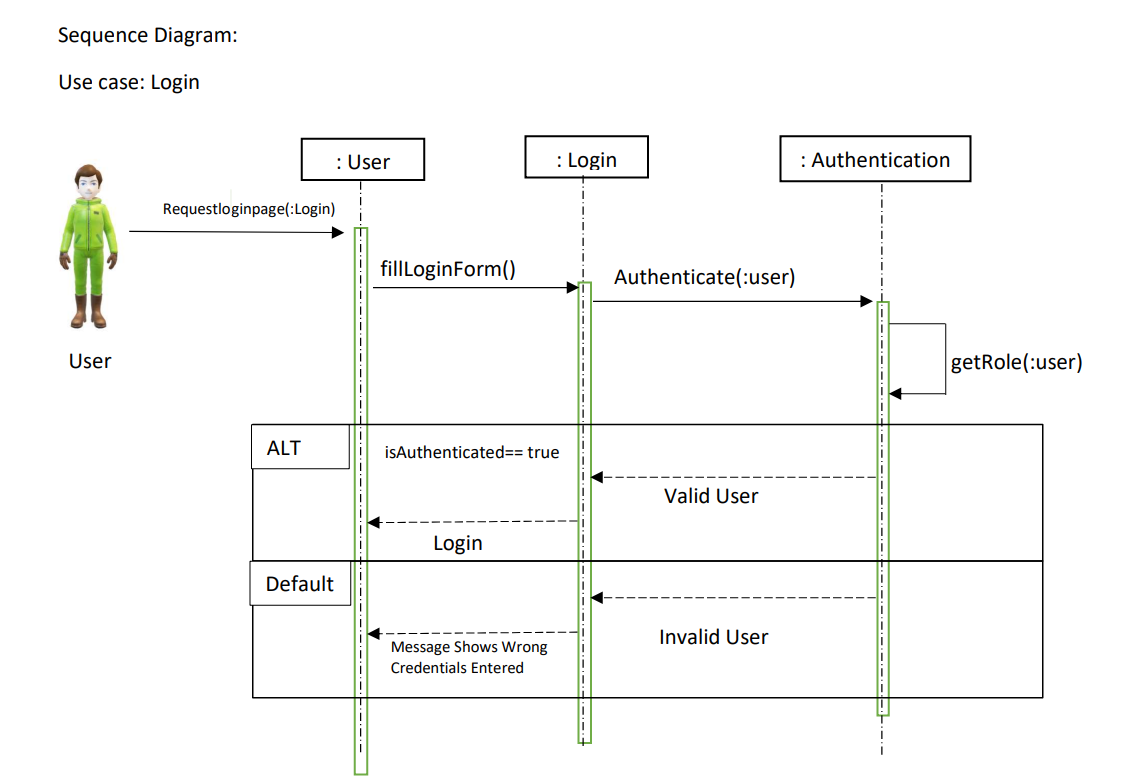 Sequence Diagram:
Use case: Login
: User
: Login
: Authentication
Requestloginpage(:Login)
fillLoginForm()
Authenticate(:user)
User
getRole(:user)
ALT
isAuthenticated== true
Valid User
Login
Default
Invalid User
Message Shows Wrong
Credentials Entered